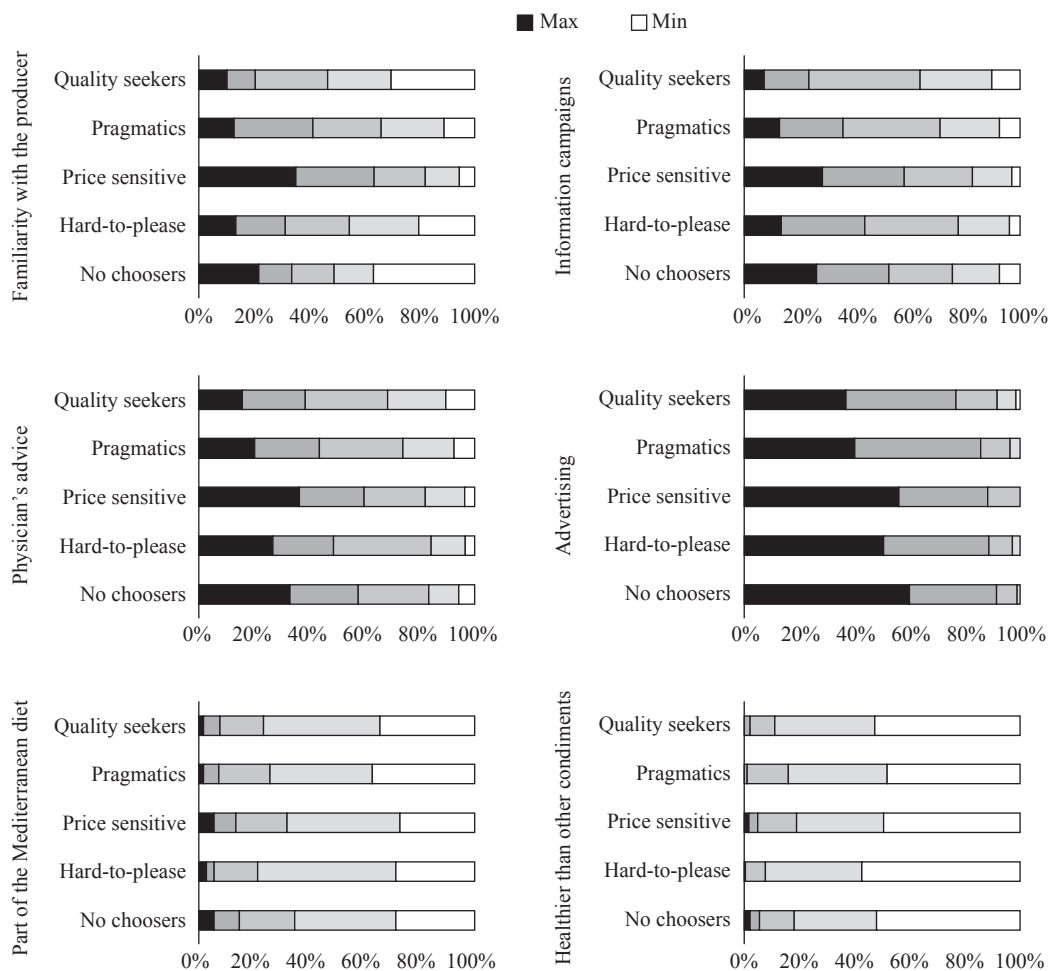 Max Min
Familiarity with the producer
Quality seekers
Pragmatics
Price sensitive
Hard-to-please
No choosers
0% 20% 40% 60% 80% 100%
Information campaigns
Quality seekers
Pragmatics
Price sensitive
Hard-to-please
No choosers
0% 20% 40% 60% 80% 100%
Physician's advice
Quality seekers
Pragmatics
Price sensitive
Hard-to-please
No choosers
0% 20% 40% 60% 80% 100%
Advertising
Quality seekers
Pragmatics
Price sensitive
Hard-to-please
No choosers
0% 20% 40% 60% 80% 100%
Part of the Mediterranean diet
Quality seekers
Pragmatics
Price sensitive
Hard-to-please
No choosers
0% 20% 40% 60% 80% 100%
Healthier than other condiments
Quality seekers
Pragmatics
Price sensitive
Hard-to-please
No choosers
0% 20% 40% 60% 80% 100%